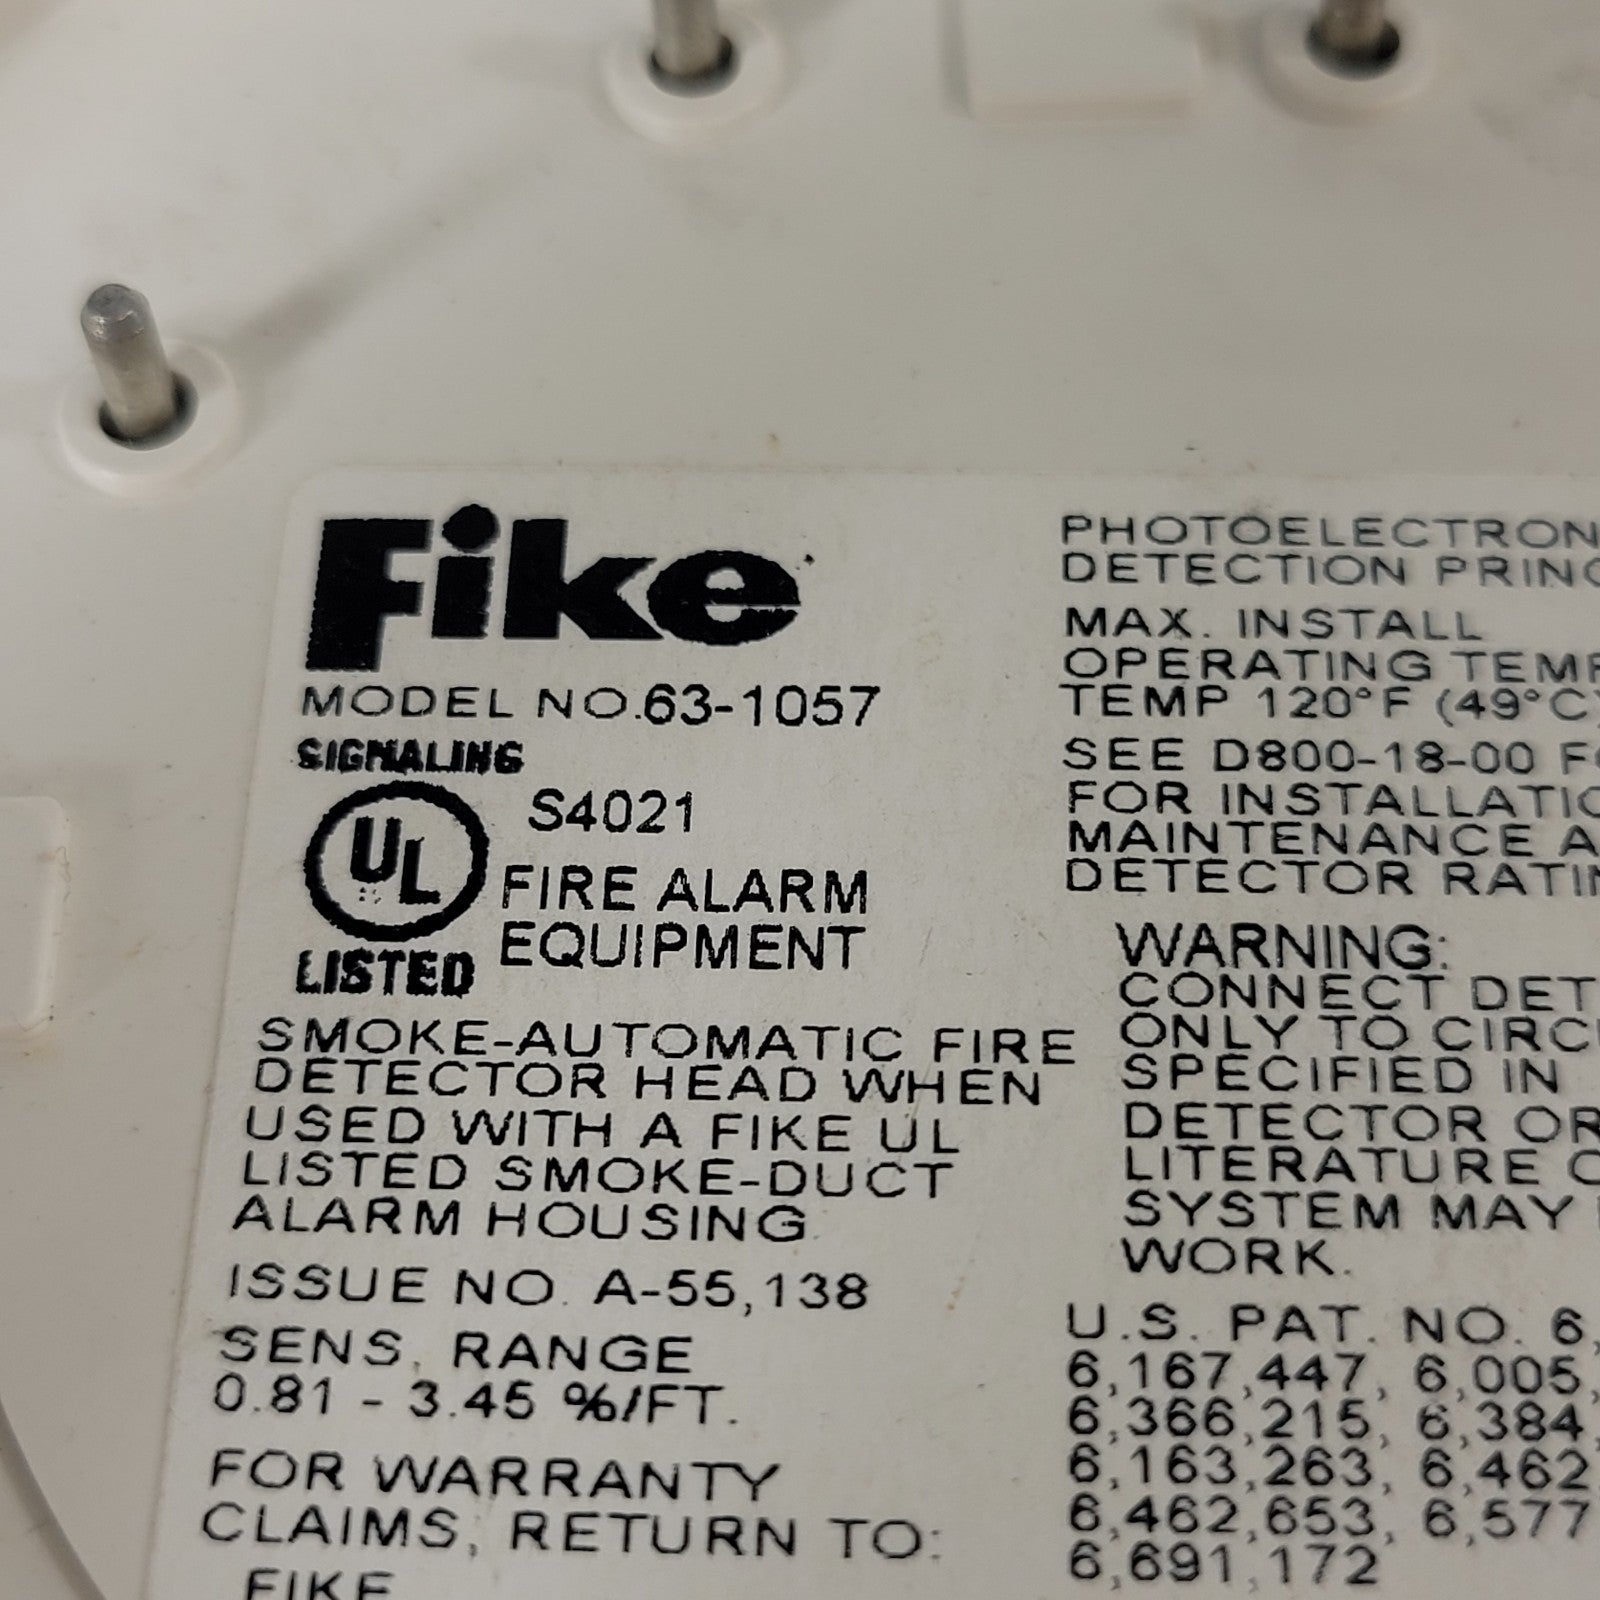 Fike
MODEL NO.63-1057
SIGNALING
UL
S4021
FIRE ALARM
EQUIPMENT
LISTED
SMOKE-AUTOMATIC FIRE
DETECTOR HEAD WHEN
USED WITH A FIKE UL
LISTED SMOKE-DUCT
ALARM HOUSING
ISSUE NO. A-55,138
SENS. RANGE
0.81 - 3.45 %/FT.
FOR WARRANTY
CLAIMS, RETURN TO:
FIKE
PHOTOELECTRON
DETECTION PRINC
MAX. INSTALL
OPERATING TEMP
TEMP 120°F (49°C)
SEE D800-18-00 FO
FOR INSTALLATIO
MAINTENANCE A
DETECTOR RATIN
WARNING:
CONNECT DET
ONLY TO CIRCU
SPECIFIED IN
DETECTOR OR
LITERATURE O
SYSTEM MAY
WORK.
U.S. PAT. NO. 6,
6,167,447, 6,005,
6,366,215, 6,384,
6,163,263, 6,462,
6,462,653, 6,577
6,691,172